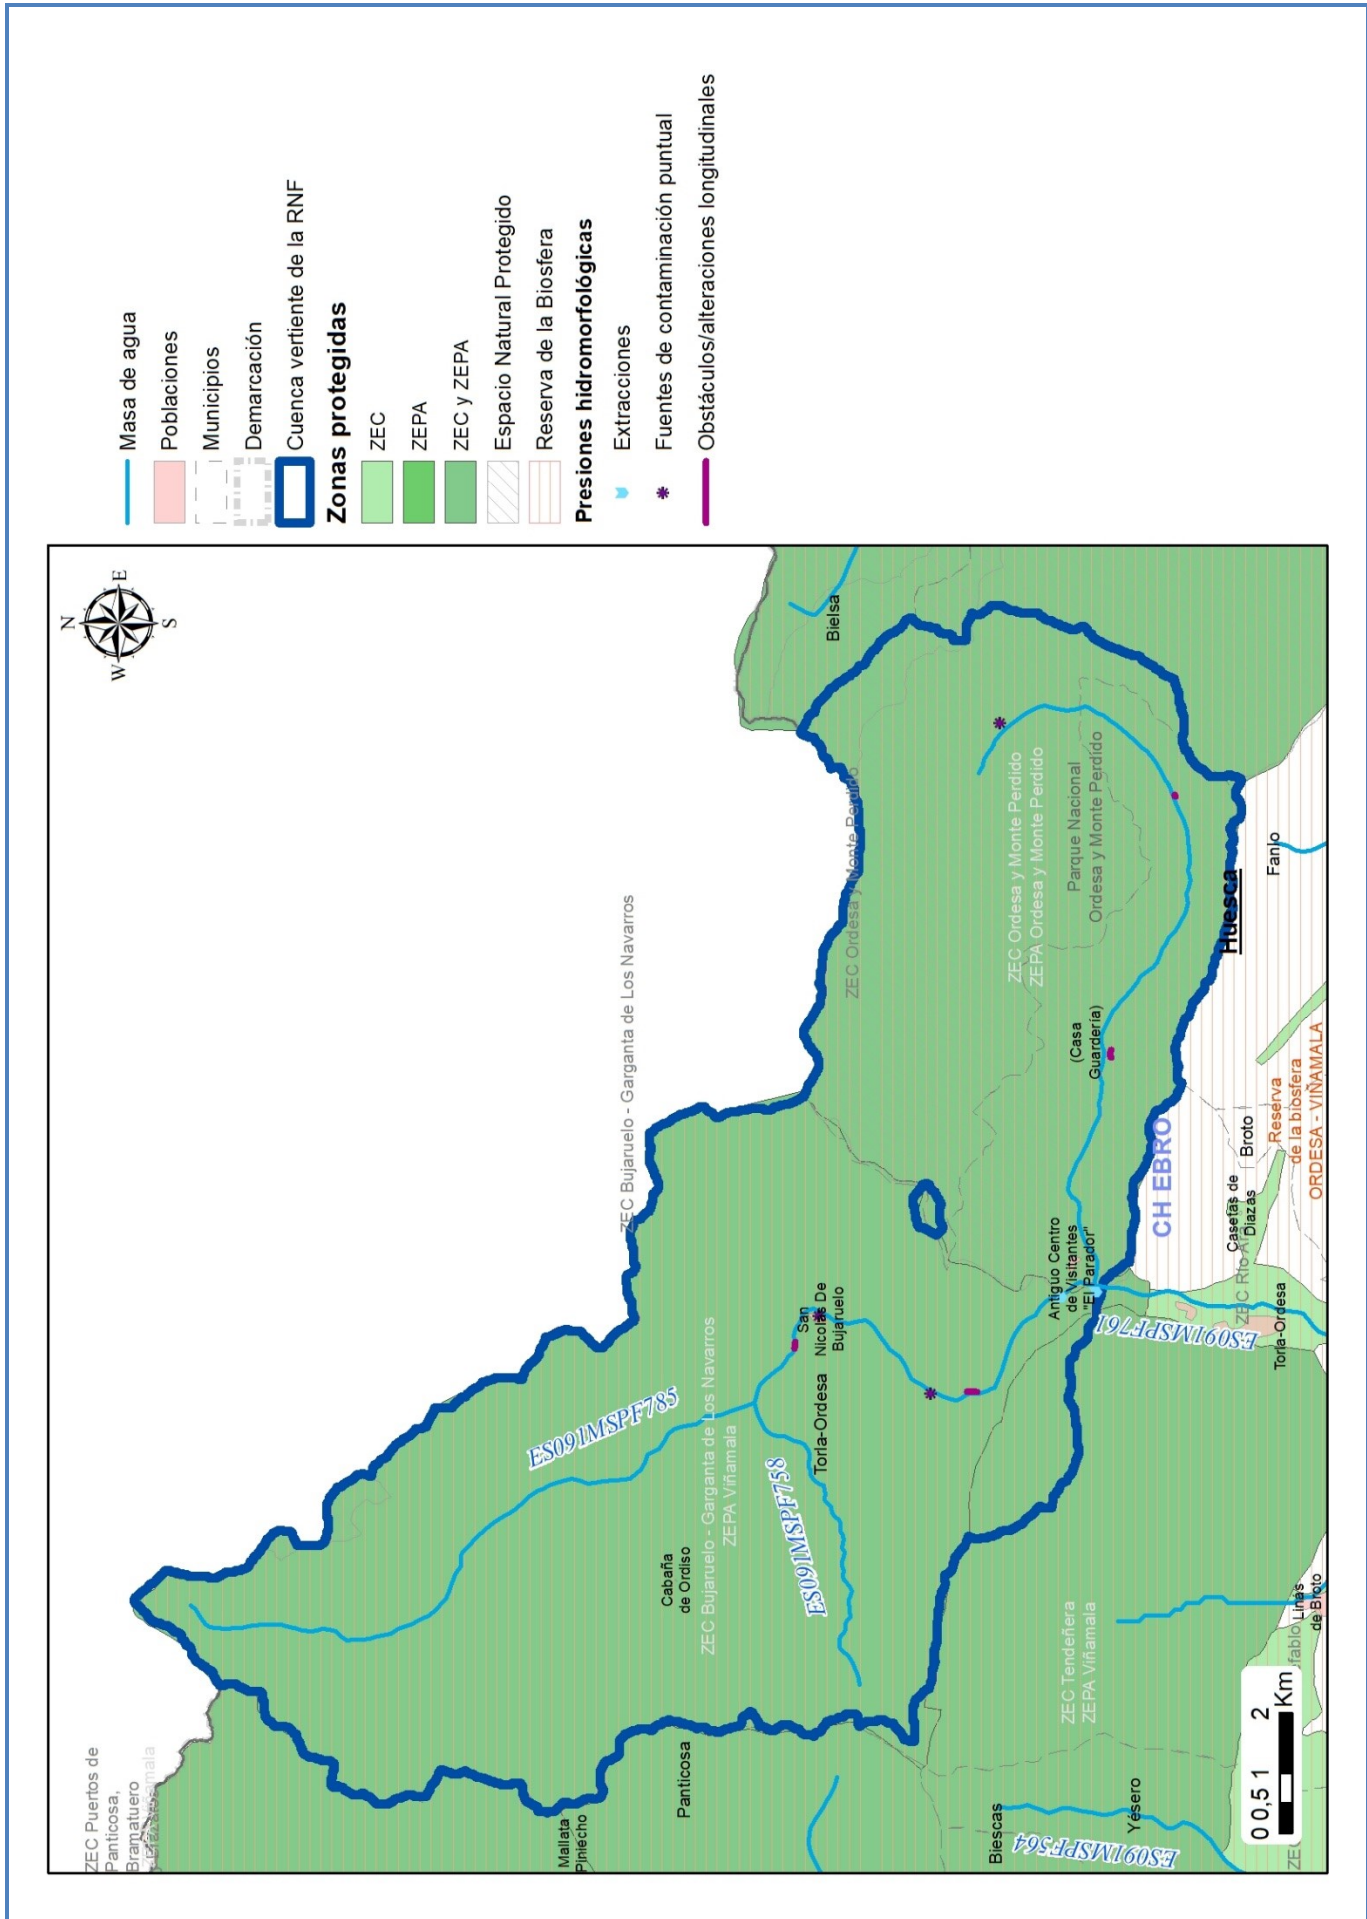 N
W
E
S
ZEC Puertos de
Panticosa,
Bramatuero
ZEC Bujaruelo - Garganta de Los Navarros
ES091MSPF785
Mallata
Piniecho
Cabaña
de Ordiso
Panticosa
ZEC Bujaruelo - Garganta de Los Navarros
ZEPA Viñamala
ES091MSPF758
Torla-Ordesa
San
Nicolás De
Bujaruelo
Bielsa
ZEC Ordesa y Monte Perdido
ZEC Ordesa y Monte Perdido
ZEPA Ordesa y Monte Perdido
Parque Nacional
Ordesa y Monte Perdido
(Casa
Guardería)
Antiguo Centro
de Visitantes
"El Parador"
Biescas
ES091MSPF564
Yésero
ZEC Tendeñera
ZEPA Viñamala
ES091MSPF761
CH EBRO
Huesca
Fanlo
Broto
Casetas de
Diazas
ZEC Río Ara
Torla-Ordesa
Reserva
de la biosfera
ORDESA - VIÑAMALA
Linás
de Broto
ZEC
0 0,5 1 2
Km
Masa de agua
Poblaciones
Municipios
Demarcación
Cuenca vertiente de la RNF
Zonas protegidas
ZEC
ZEPA
ZEC y ZEPA
Espacio Natural Protegido
Reserva de la Biosfera
Presiones hidromorfológicas
Extracciones
Fuentes de contaminación puntual
Obstáculos/alteraciones longitudinales